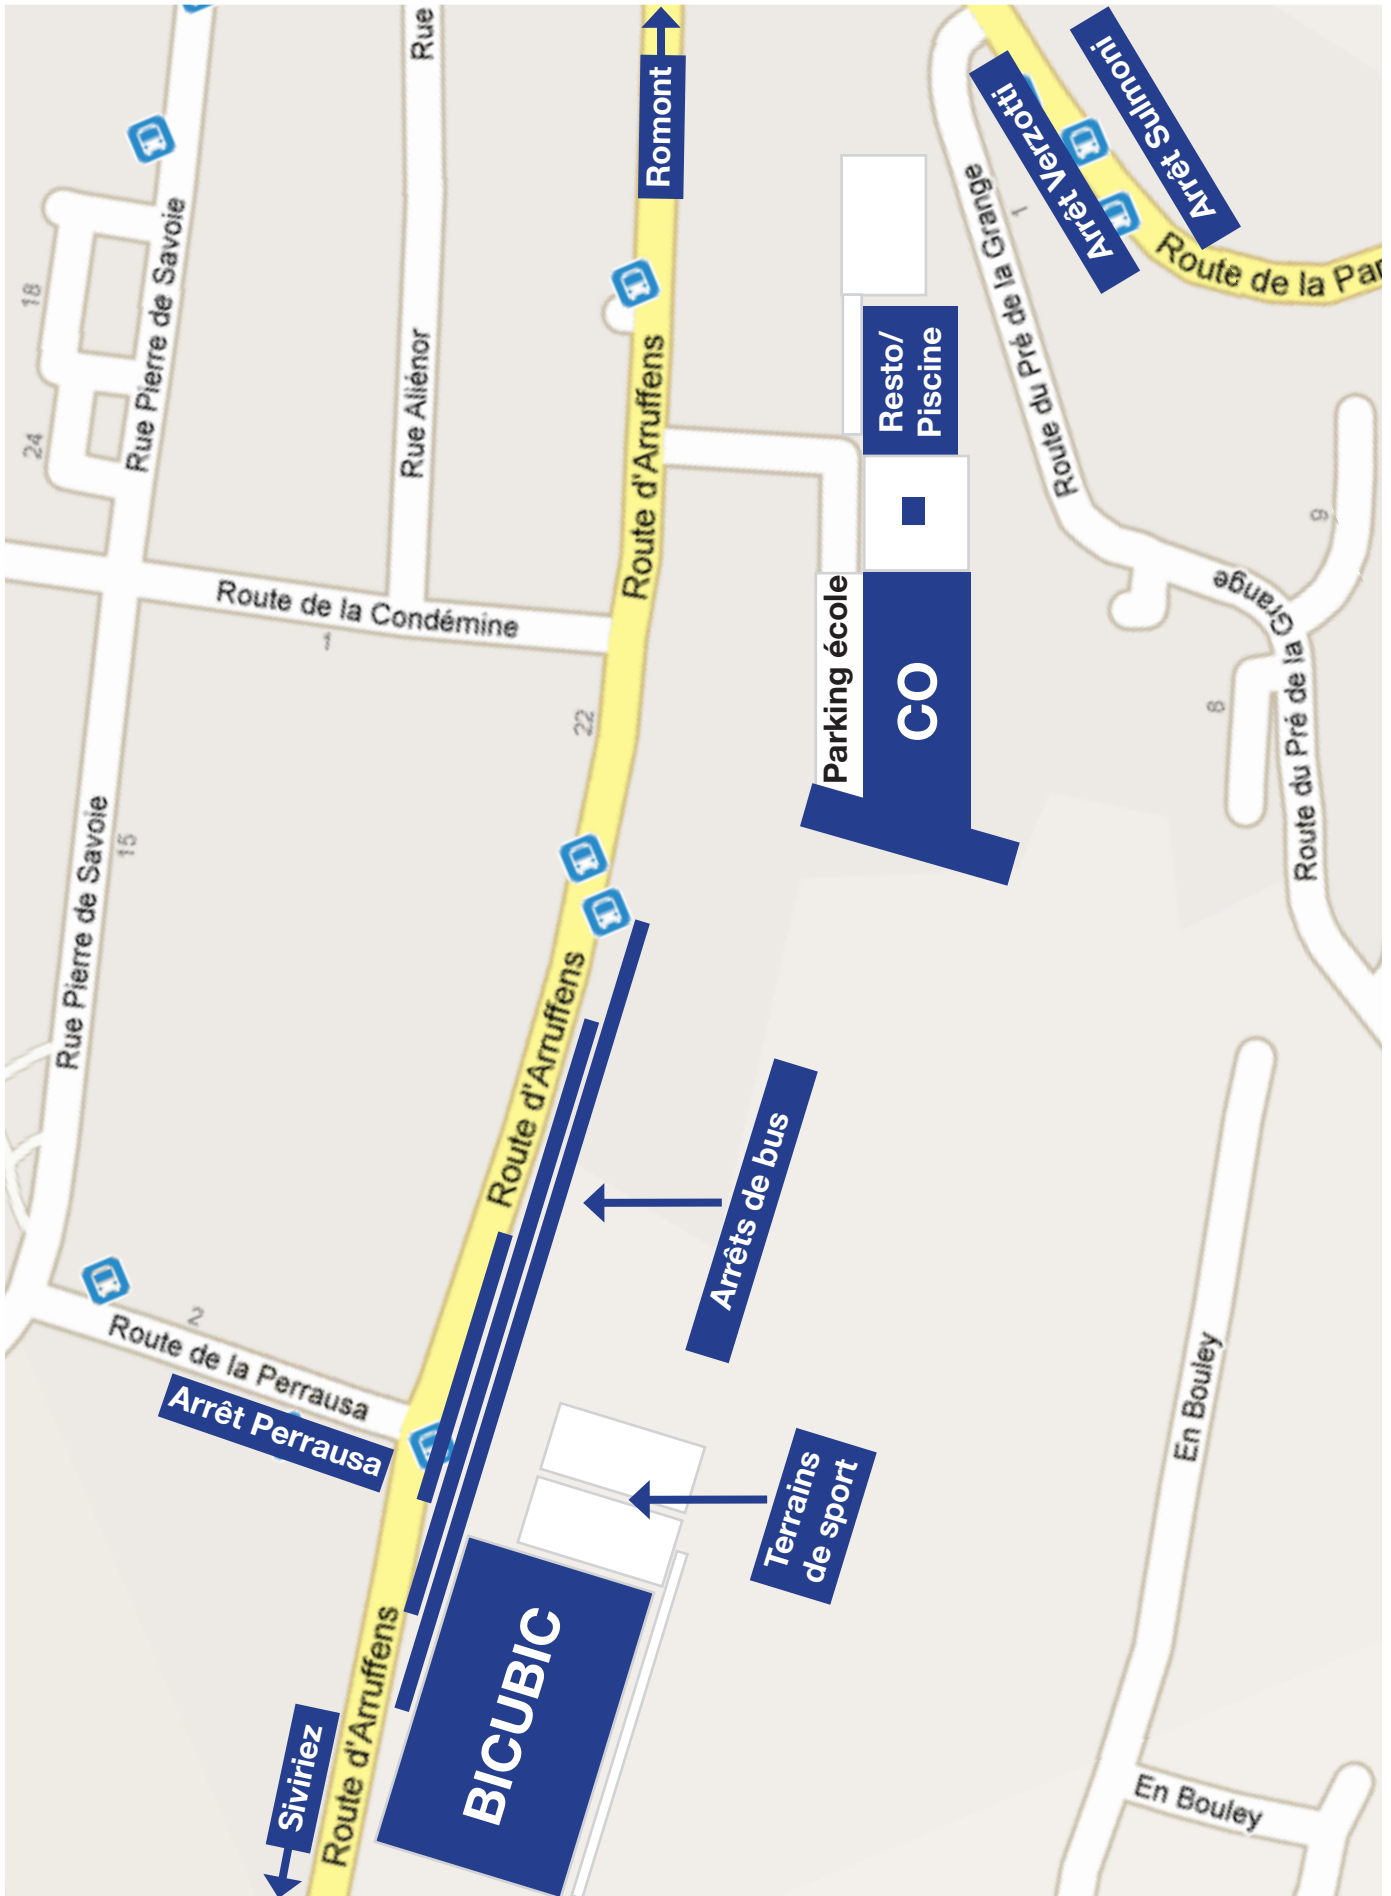 Rue
Romont
Arrêt Verzotti
Arrêt Sulmoni
Route de la Par
1
Route du Pré de la Grange
Rue Pierre de Savoie
18
24
Rue Aliénor
Route d'Arruffens
Resto/
Piscine
Route de la Condémine
1
22
Parking école
CO
9
8
Route du Pré de la Grange
Rue Pierre de Savoie
15
Route d'Arruffens
Arrêts de bus
2
Route de la Perrausa
Arrêt Perrausa
Terrains
de sport
BICUBIC
Route d'Arruffens
Siviriez
En Bouley
En Bouley